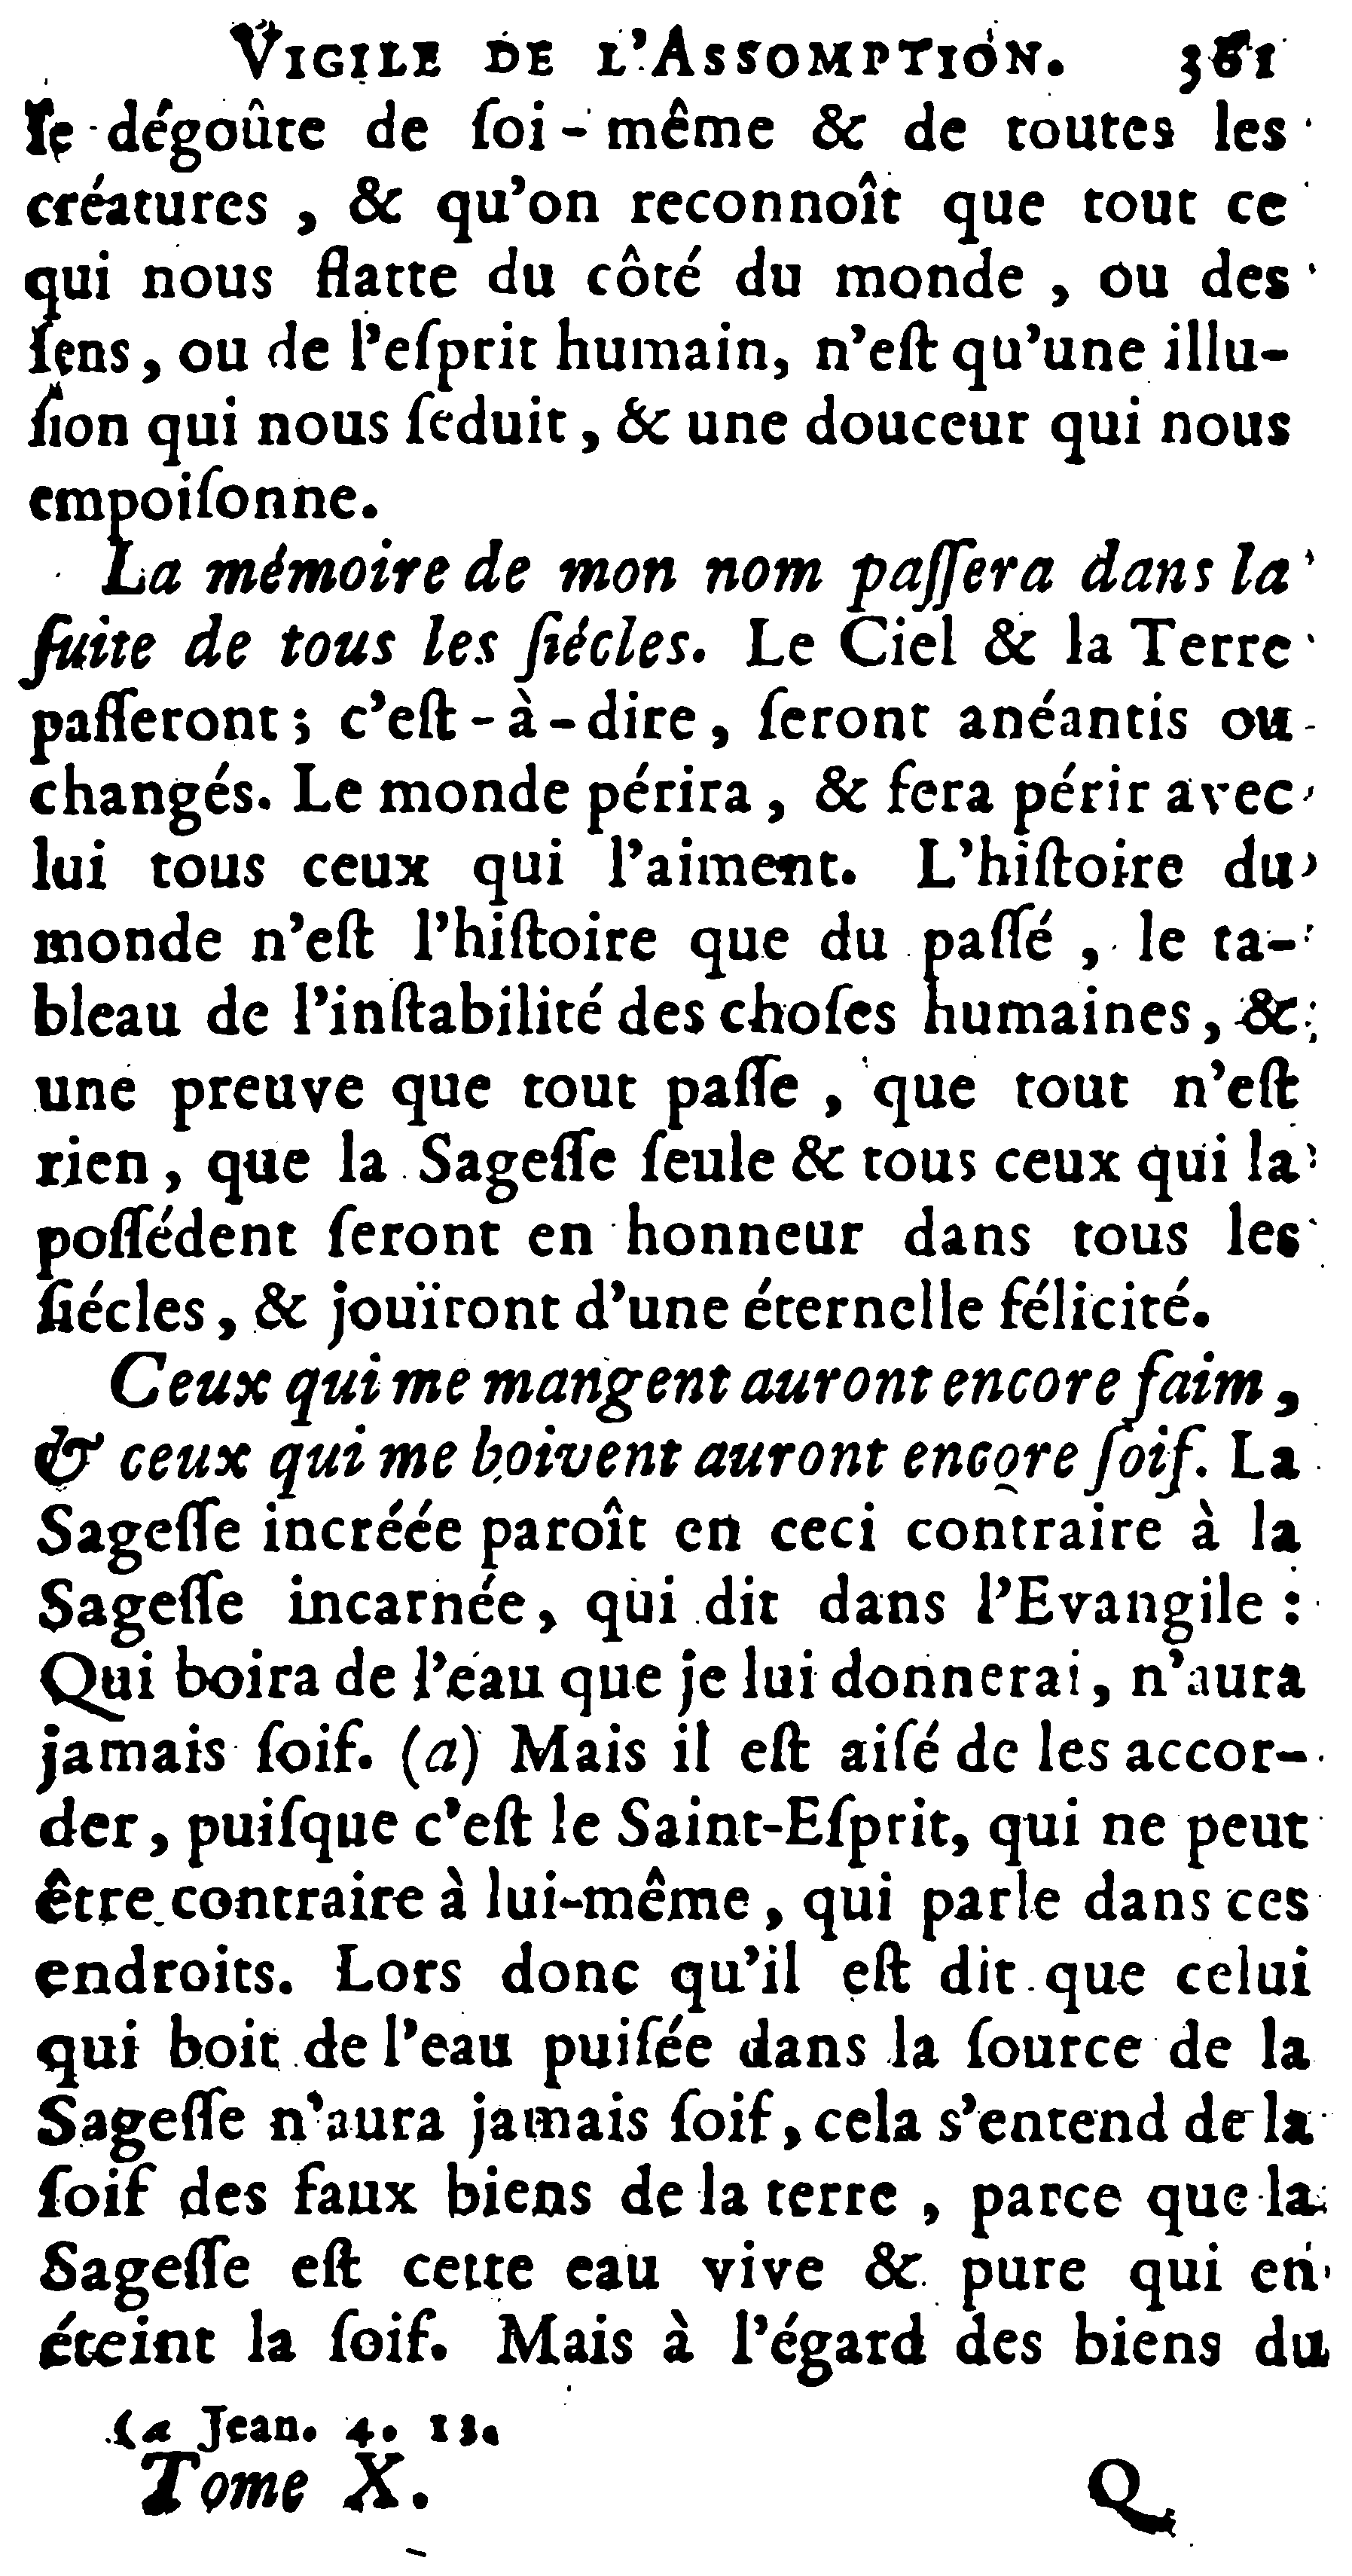 VIGILE DE L'ASSOMPTION. 361
ſe dégoûte de ſoi-même & de toutes les
créatures, & qu'on reconnoît que tout ce
qui nous flatte du côté du monde, ou des
ſens, ou de l'eſprit humain, n'eſt qu'une illu-
ſion qui nous ſeduit, & une douceur qui nous
empoiſonne.
La mémoire de mon nom paſſera dans la
ſuite de tous les ſiécles. Le Ciel & la Terre
paſſeront; c'eſt-à-dire, ſeront anéantis ou
changés. Le monde périra, & fera périr avec
lui tous ceux qui l'aiment. L'hiſtoire du
monde n'eſt l'hiſtoire que du paſſé, le ta-
bleau de l'inſtabilité des choſes humaines, &
une preuve que tout paſſe, que tout n'eſt
rien, que la Sageſſe ſeule & tous ceux qui la
poſſédent ſeront en honneur dans tous les
ſiécles, & jouïront d'une éternelle félicité.
Ceux qui me mangent auront encore faim,
& ceux qui me boivent auront encore ſoif. La
Sageſſe incréée paroît en ceci contraire à la
Sageſſe incarnée, qui dit dans l'Evangile :
Qui boira de l'eau que je lui donnerai, n'aura
jamais ſoif. (a) Mais il eſt aiſé de les accor-
der, puiſque c'eſt le Saint-Eſprit, qui ne peut
être contraire à lui-même, qui parle dans ces
endroits. Lors donc qu'il eſt dit que celui
qui boit de l'eau puiſée dans la ſource de la
Sageſſe n'aura jamais ſoif, cela s'entend de la
ſoif des faux biens de la terre, parce que la
Sageſſe eſt cette eau vive & pure qui en
éteint la ſoif. Mais à l'égard des biens du
(a Jean. 4. 13.
Tome X. Q